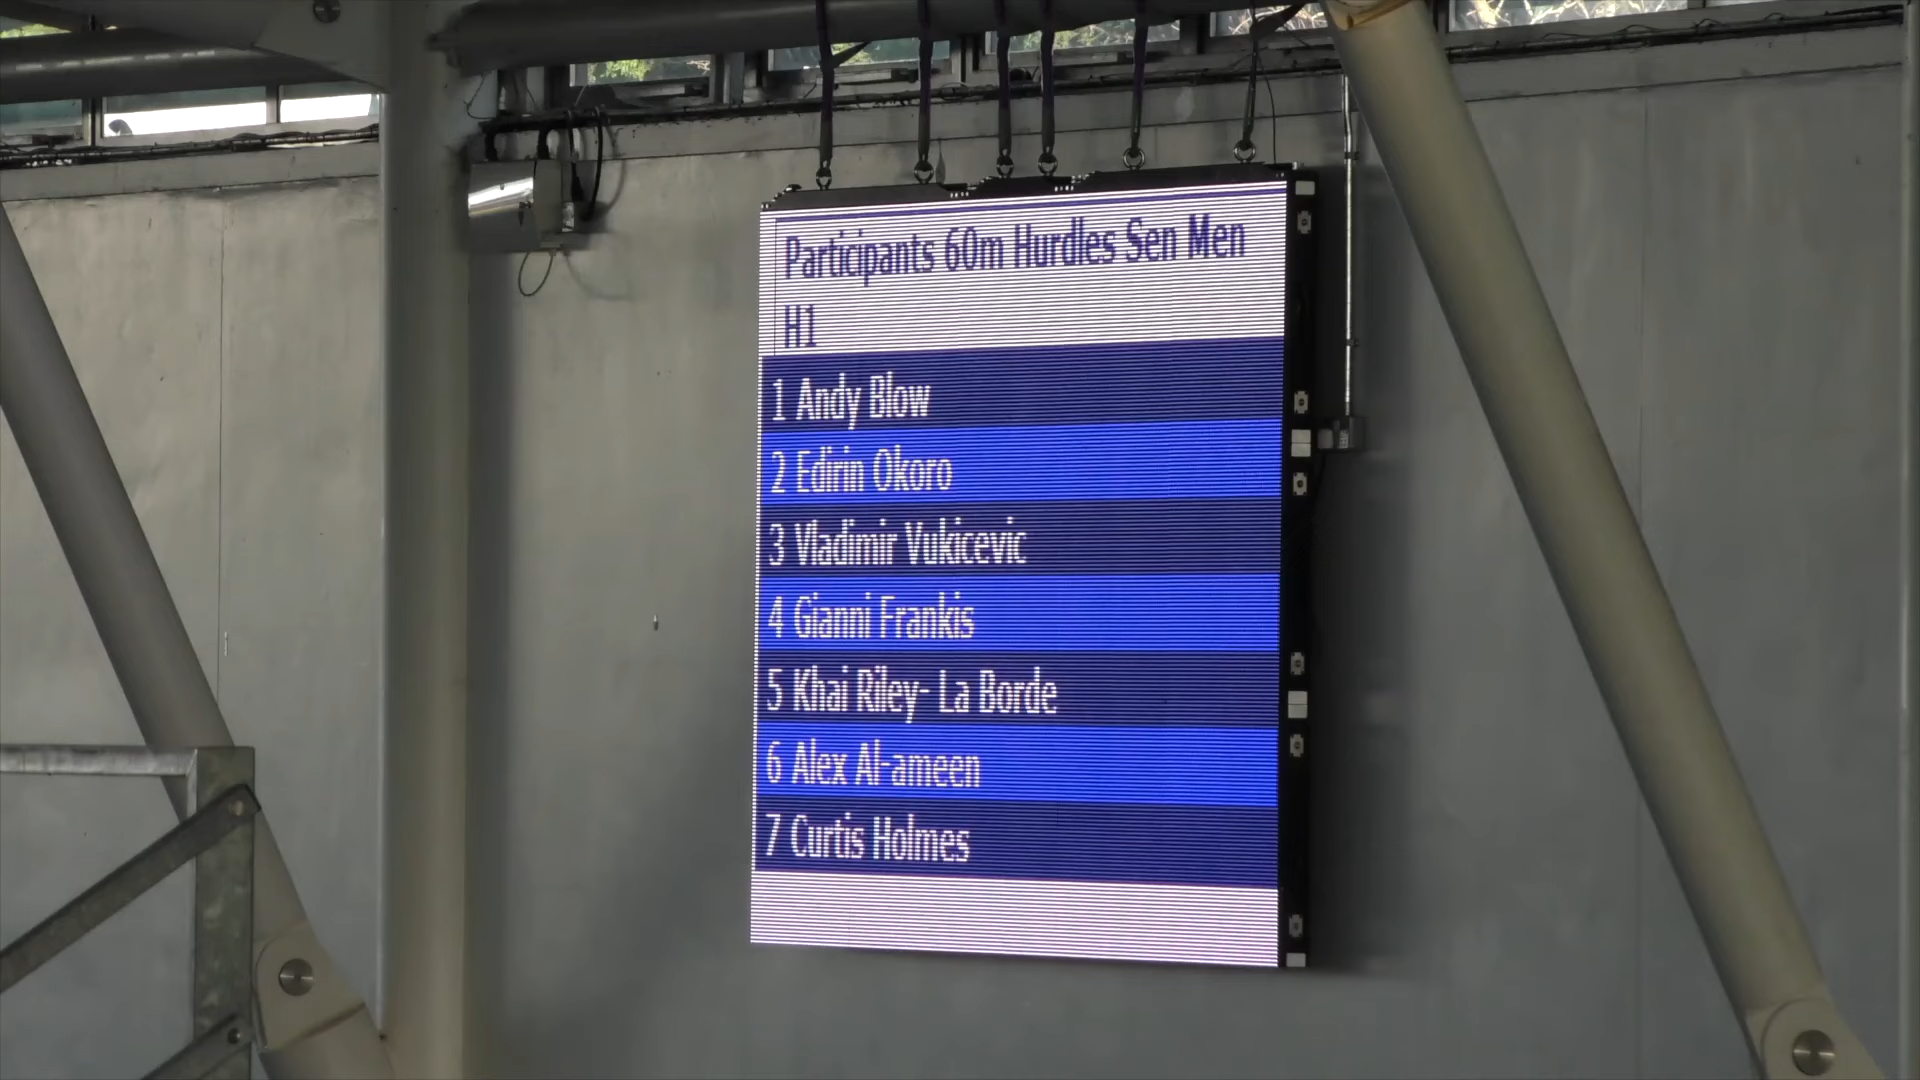 Participants 60m Hurdles Sen Men
H1
1 Andy Blow
2 Edirin Okoro
3 Vladimir Vukicevic
4 Gianni Frankis
5 Khai Riley- La Borde
6 Alex Al-ameen
7 Curtis Holmes